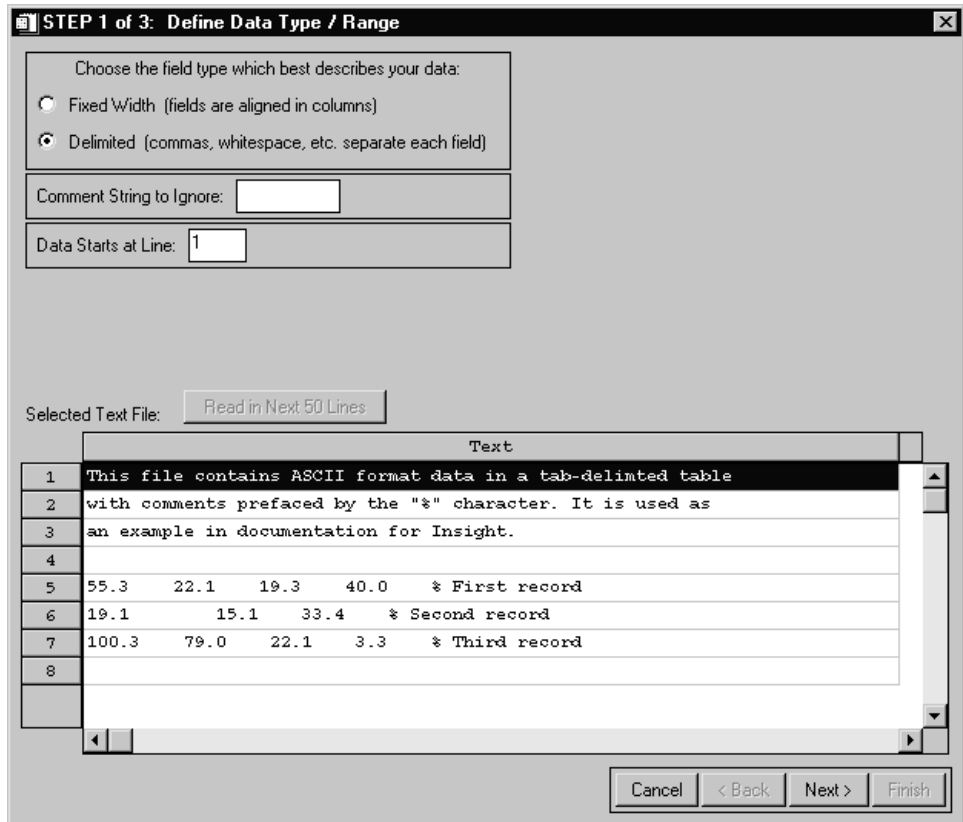 STEP 1 of 3: Define Data Type / Range
Choose the field type which best describes your data:
Fixed Width (fields are aligned in columns)
Delimited (commas, whitespace, etc. separate each field)
Comment String to Ignore:
Data Starts at Line: 1
Selected Text File: Read in Next 50 Lines
Text
1 This file contains ASCII format data in a tab-delimted table
2 with comments prefaced by the "%" character. It is used as
3 an example in documentation for Insight.
4
5 55.3 22.1 19.3 40.0 % First record
6 19.1 15.1 33.4 % Second record
7 100.3 79.0 22.1 3.3 % Third record
8
Cancel < Back Next > Finish